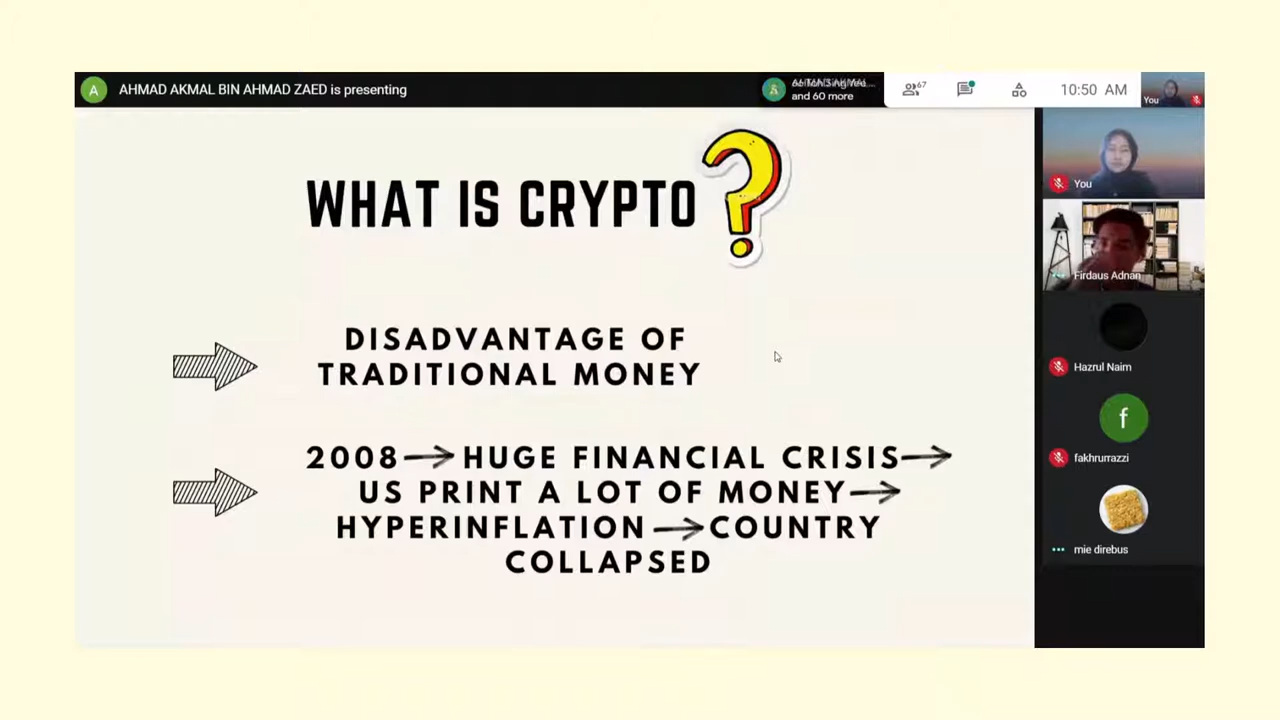 A
AHMAD AKMAL BIN AHMAD ZAED is presenting
and 60 more
67
10:50 AM
You
WHAT IS CRYPTO?
DISADVANTAGE OF
TRADITIONAL MONEY
2008→HUGE FINANCIAL CRISIS→
US PRINT A LOT OF MONEY→
HYPERINFLATION→COUNTRY
COLLAPSED
You
Firdaus Adnan
Hazrul Naim
f
fakhrurrazzi
mie direbus